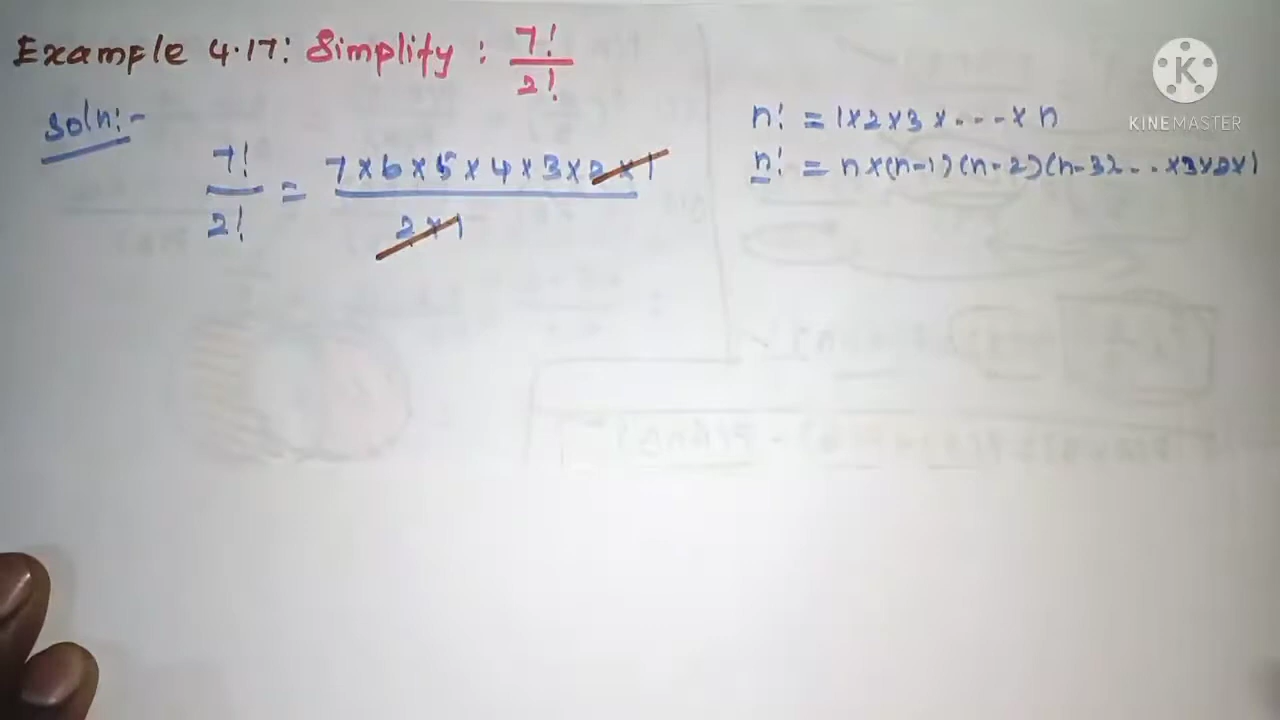 Example 4.17: Simplify : 7!/2!
Soln:-
7!/2! = 7×6×5×4×3×2×1
2×1
n! = 1×2×3×....×n
n! = n×(n-1)(n-2)(n-3)...×3×2×1
K
KINEMASTER